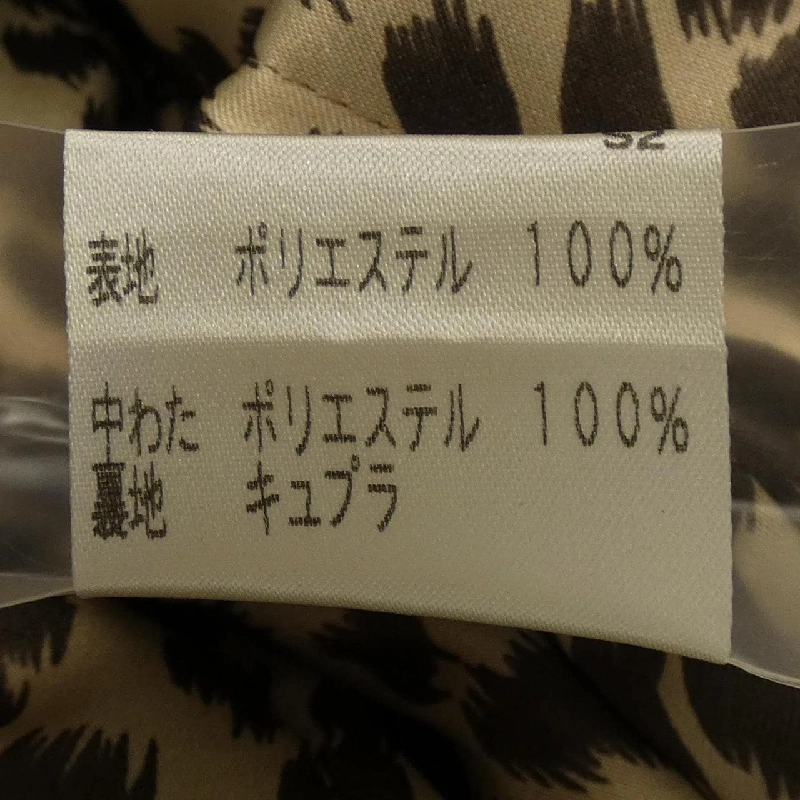 表地 ポリエステル 100%
中わた ポリエステル 100%
裏地 キュプラ